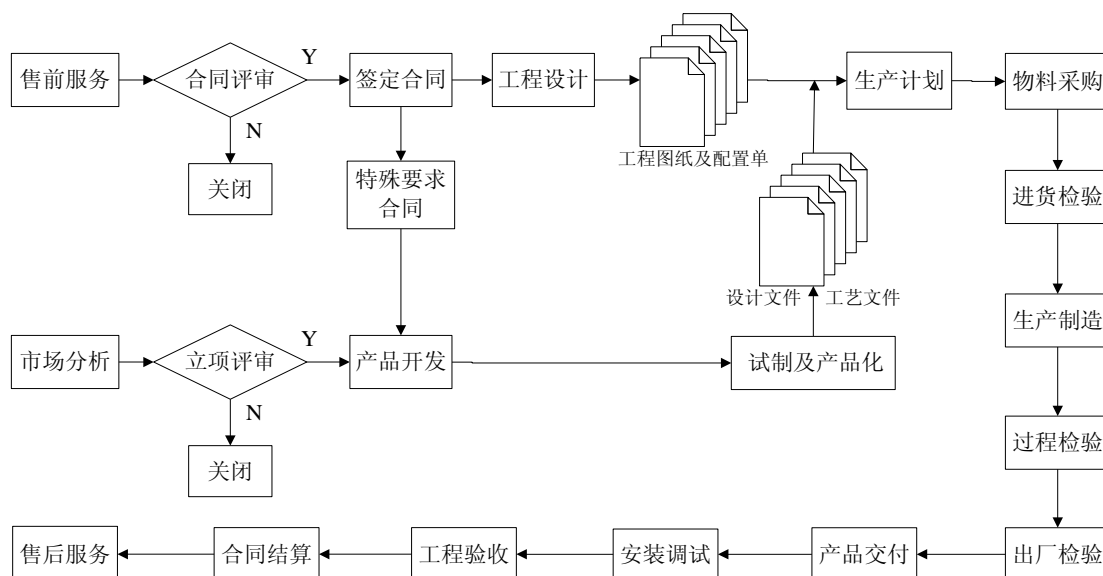 售前服务
合同评审
Y
签定合同
工程设计
生产计划
物料采购
N
工程图纸及配置单
关闭
特殊要求
合同
进货检验
设计文件
工艺文件
生产制造
市场分析
立项评审
Y
产品开发
试制及产品化
N
关闭
过程检验
售后服务
合同结算
工程验收
安装调试
产品交付
出厂检验